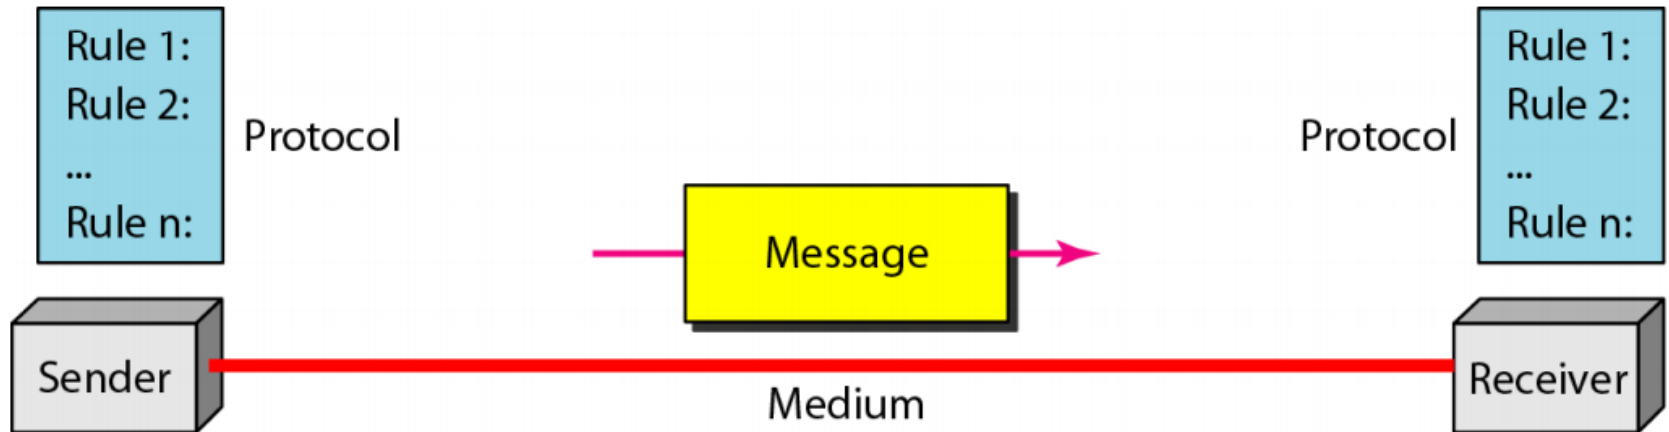 Rule 1:
Rule 2:
...
Rule n:
Protocol
Protocol
Rule 1:
Rule 2:
...
Rule n:
Message
Sender
Medium
Receiver